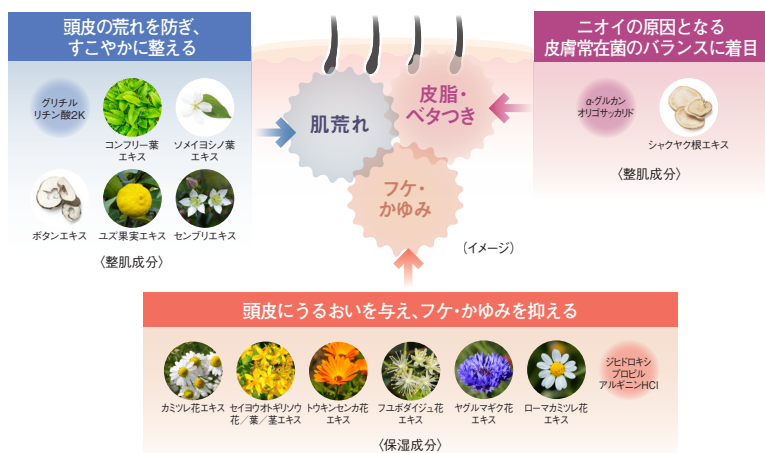 頭皮の荒れを防ぎ、
すこやかに整える
グリチル
リチン酸2K
コンフリー葉
エキス
ソメイヨシノ葉
エキス
ボタンエキス
ユズ果実エキス
センブリエキス
〈整肌成分〉
肌荒れ
皮脂・
ベタつき
フケ・
かゆみ
(イメージ)
ニオイの原因となる
皮膚常在菌のバランスに着目
α-グルカン
オリゴサッカリド
シャクヤク根エキス
〈整肌成分〉
頭皮にうるおいを与え、フケ・かゆみを抑える
カミツレ花エキス
セイヨウオトギリソウ
花／葉／茎エキス
トウキンセンカ花
エキス
フユボダイジュ花
エキス
ヤグルマギク花
エキス
ローマカミツレ花
エキス
ジヒドロキシ
プロピル
アルギニンHCl
〈保湿成分〉